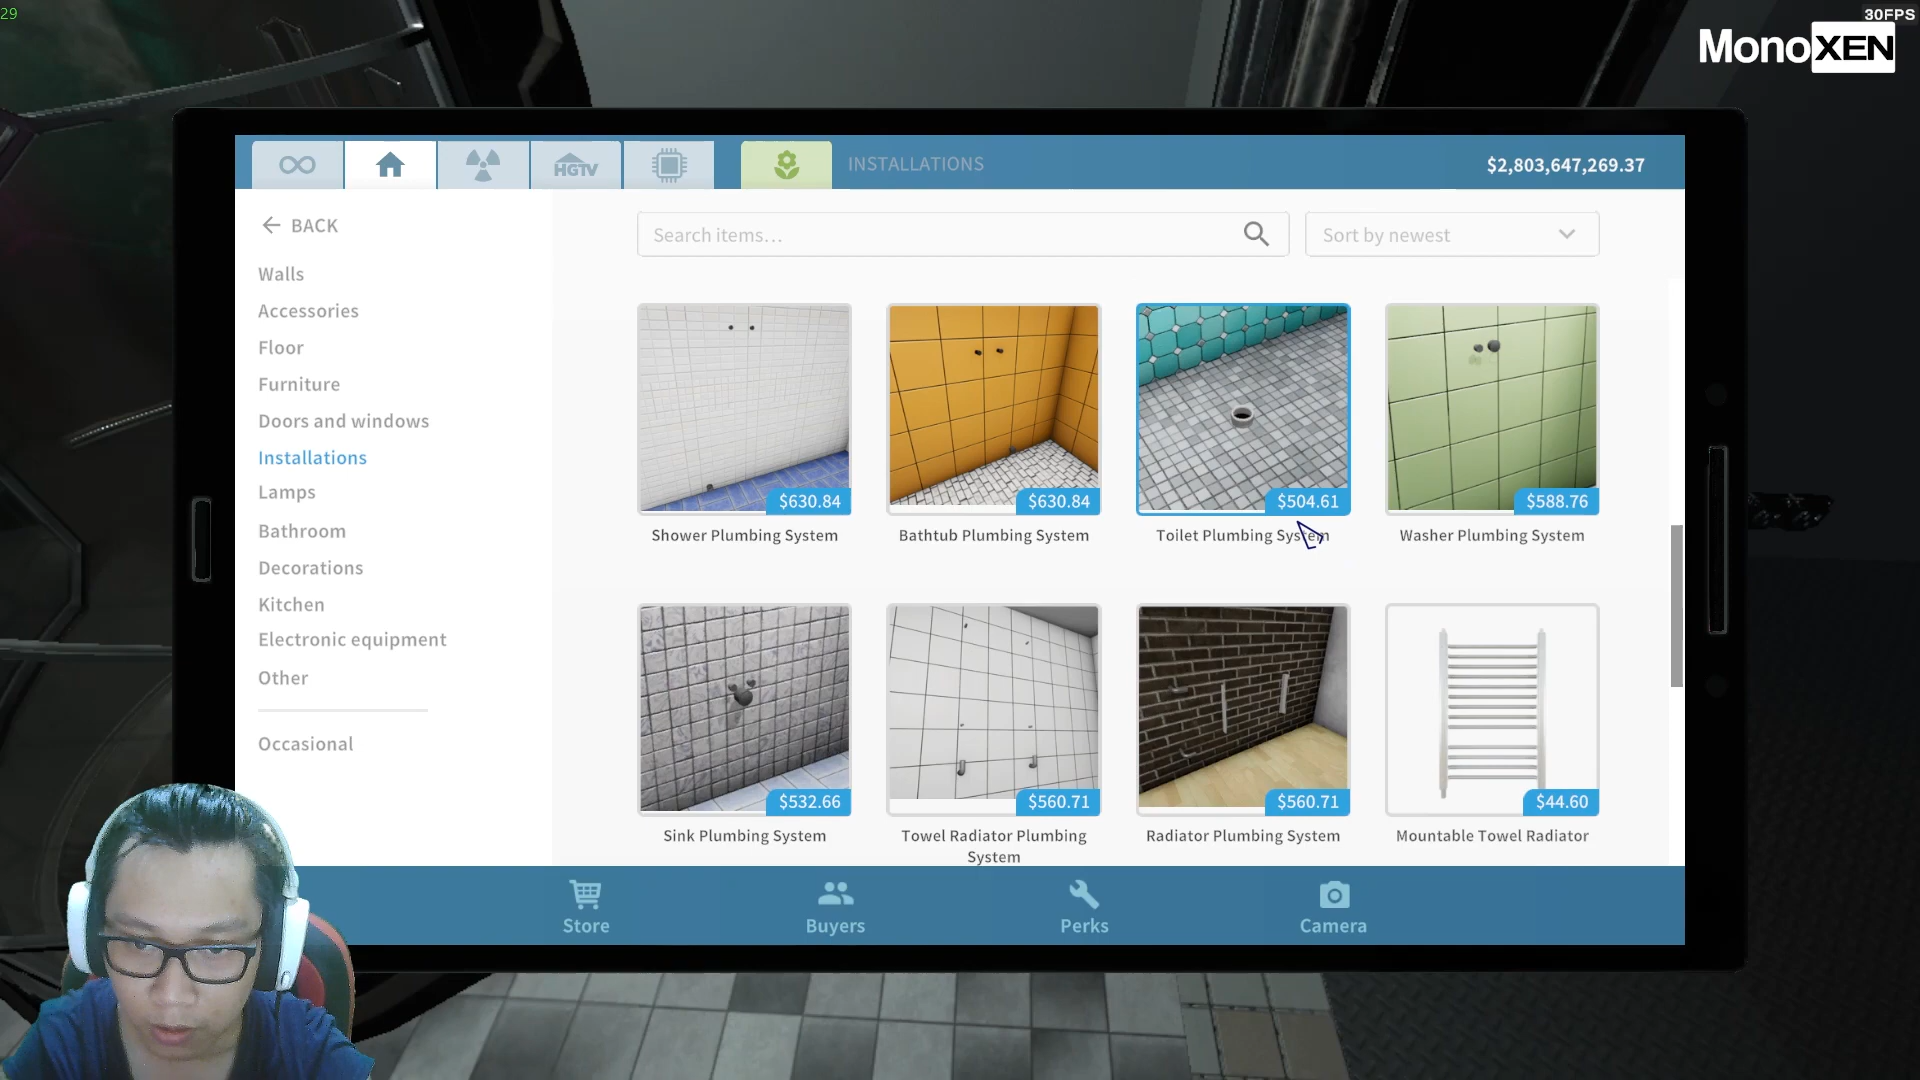 29
30FPS
MonoXEN
HGTV
INSTALLATIONS
$2,803,647,269.37
BACK
Search items...
Sort by newest
Walls
Accessories
Floor
Furniture
Doors and windows
Installations
Lamps
Bathroom
Decorations
Kitchen
Electronic equipment
Other
Occasional
$630.84
$630.84
$504.61
$588.76
Shower Plumbing System
Bathtub Plumbing System
Toilet Plumbing System
Washer Plumbing System
$532.66
$560.71
$560.71
$44.60
Sink Plumbing System
Towel Radiator Plumbing
System
Radiator Plumbing System
Mountable Towel Radiator
Store
Buyers
Perks
Camera